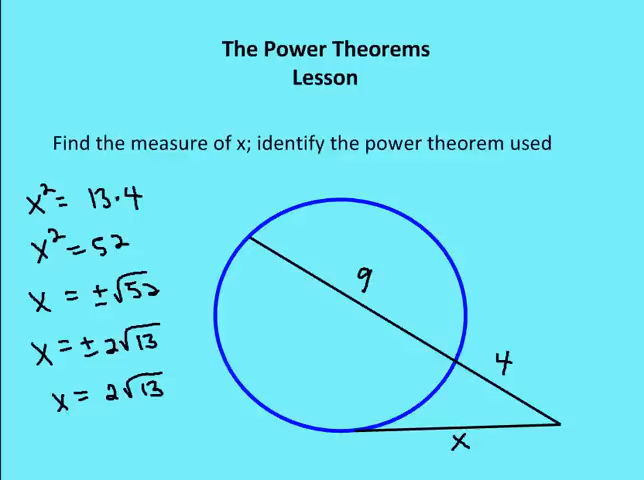 The Power Theorems
Lesson
Find the measure of x; identify the power theorem used
x² = 13·4
x² = 52
x = ±√52
x = ±2√13
x = 2√13
9
4
x